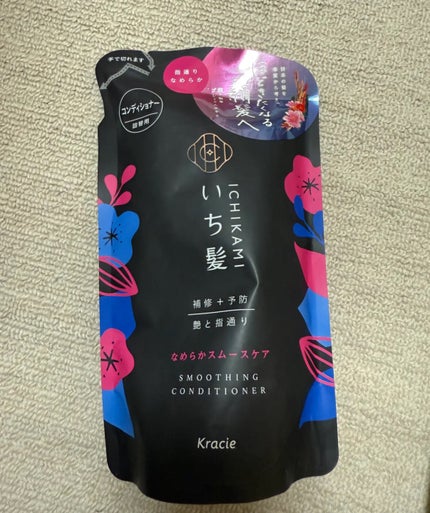 手で切れます
指通り
なめらか
コンディショナー
詰替用
ICHIKAMI
いち髪
補修+予防
艶と指通り
なめらかスムースケア
SMOOTHING
CONDITIONER
Kracie